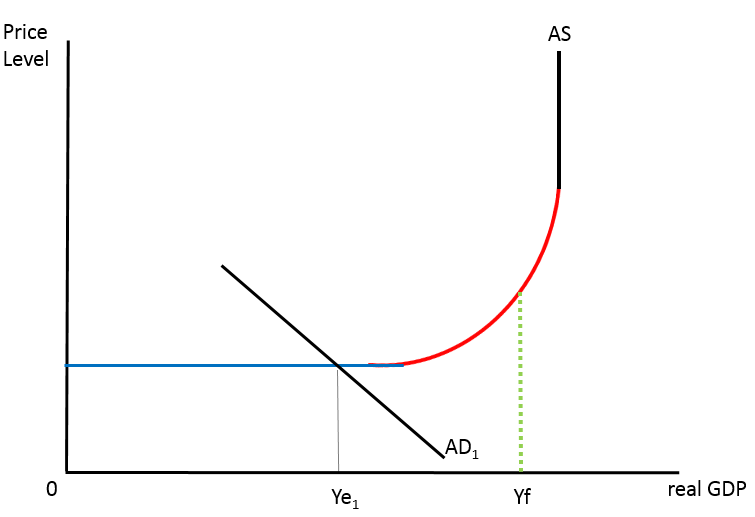 Price
Level
AS
AD₁
0
Ye₁
Yf
real GDP